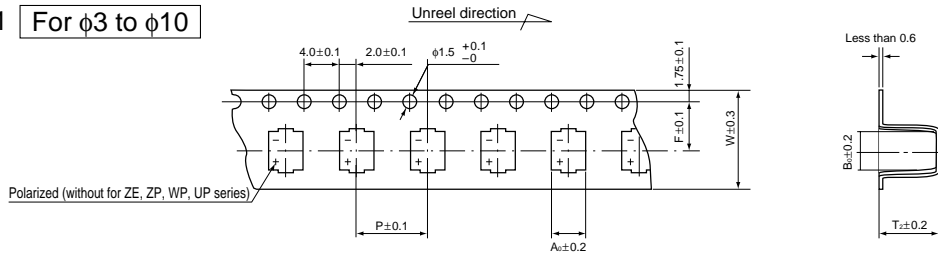 For φ3 to φ10
Unreel direction
4.0±0.1
2.0±0.1
φ1.5 +0.1 −0
1.75±0.1
F±0.1
W±0.3
Less than 0.6
B₀±0.2
T₂±0.2
− − − − − −
+ + + + + +
Polarized (without for ZE, ZP, WP, UP series)
P±0.1
A₀±0.2